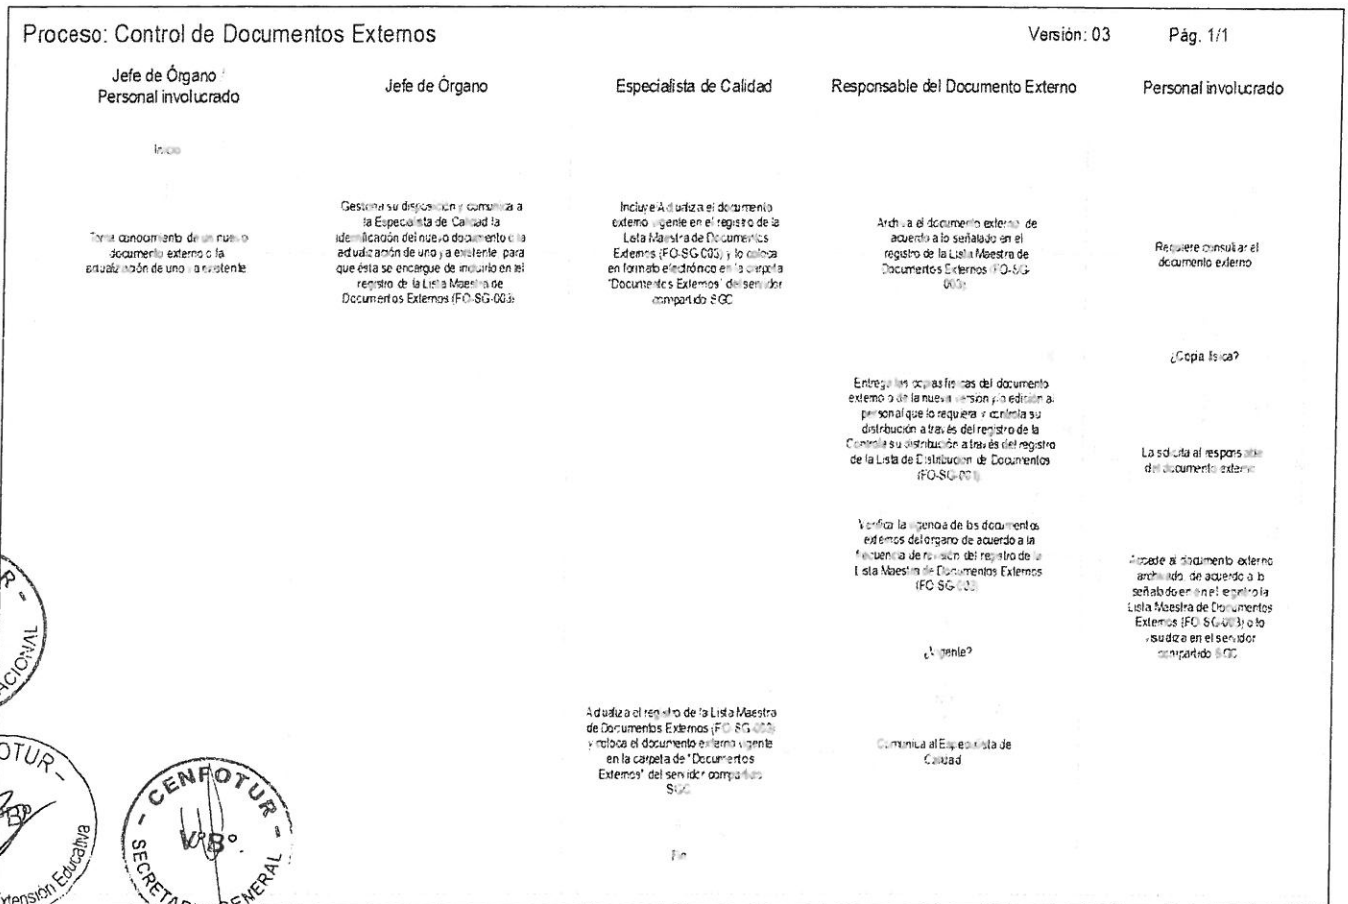 Proceso: Control de Documentos Externos
Versión: 03
Pág. 1/1
Jefe de Órgano
Personal involucrado
Jefe de Órgano
Especialista de Calidad
Responsable del Documento Externo
Personal involucrado
Inicio
Toma conocimiento de un nuevo
documento externo o la
actualización de uno ya existente
Gestiona su disposición y comunica a
la Especialista de Calidad la
identificación del nuevo documento o la
actualización de uno ya existente para
que ésta se encargue de incluirlo en el
registro de la Lista Maestra de
Documentos Externos (FO-SG-003)
Incluye/Actualiza el documento
externo vigente en el registro de la
Lista Maestra de Documentos
Externos (FO-SG-003) y lo coloca
en formato electrónico en la carpeta
"Documentos Externos" del servidor
compartido SGC
Archiva el documento externo de
acuerdo a lo señalado en el
registro de la Lista Maestra de
Documentos Externos (FO-SG-
003)
Requiere consultar el
documento externo
¿Copia física?
Entrega las copias físicas del documento
externo o de la nueva versión y/o edición al
personal que lo requiera y controla su
distribución a través del registro de la
Controla su distribución a través del registro
de la Lista de Distribución de Documentos
(FO-SG-001)
La solicita al responsable
del documento externo
Verifica la vigencia de los documentos
externos del órgano de acuerdo a la
frecuencia de revisión del registro de la
Lista Maestra de Documentos Externos
(FO-SG-003)
Accede al documento externo
archivado, de acuerdo a lo
señalado en en el registro la
Lista Maestra de Documentos
Externos (FO-SG-003) o lo
visualiza en el servidor
compartido SGC
¿Vigente?
Actualiza el registro de la Lista Maestra
de Documentos Externos (FO-SG-003)
y coloca el documento externo vigente
en la carpeta de "Documentos
Externos" del servidor compartido
SGC
Comunica al Especialista de
Calidad
Fin
CENFOTUR
V°B°
SECRETARÍA GENERAL
OTUR
B°
Extensión Educativa
R
ACIONAL